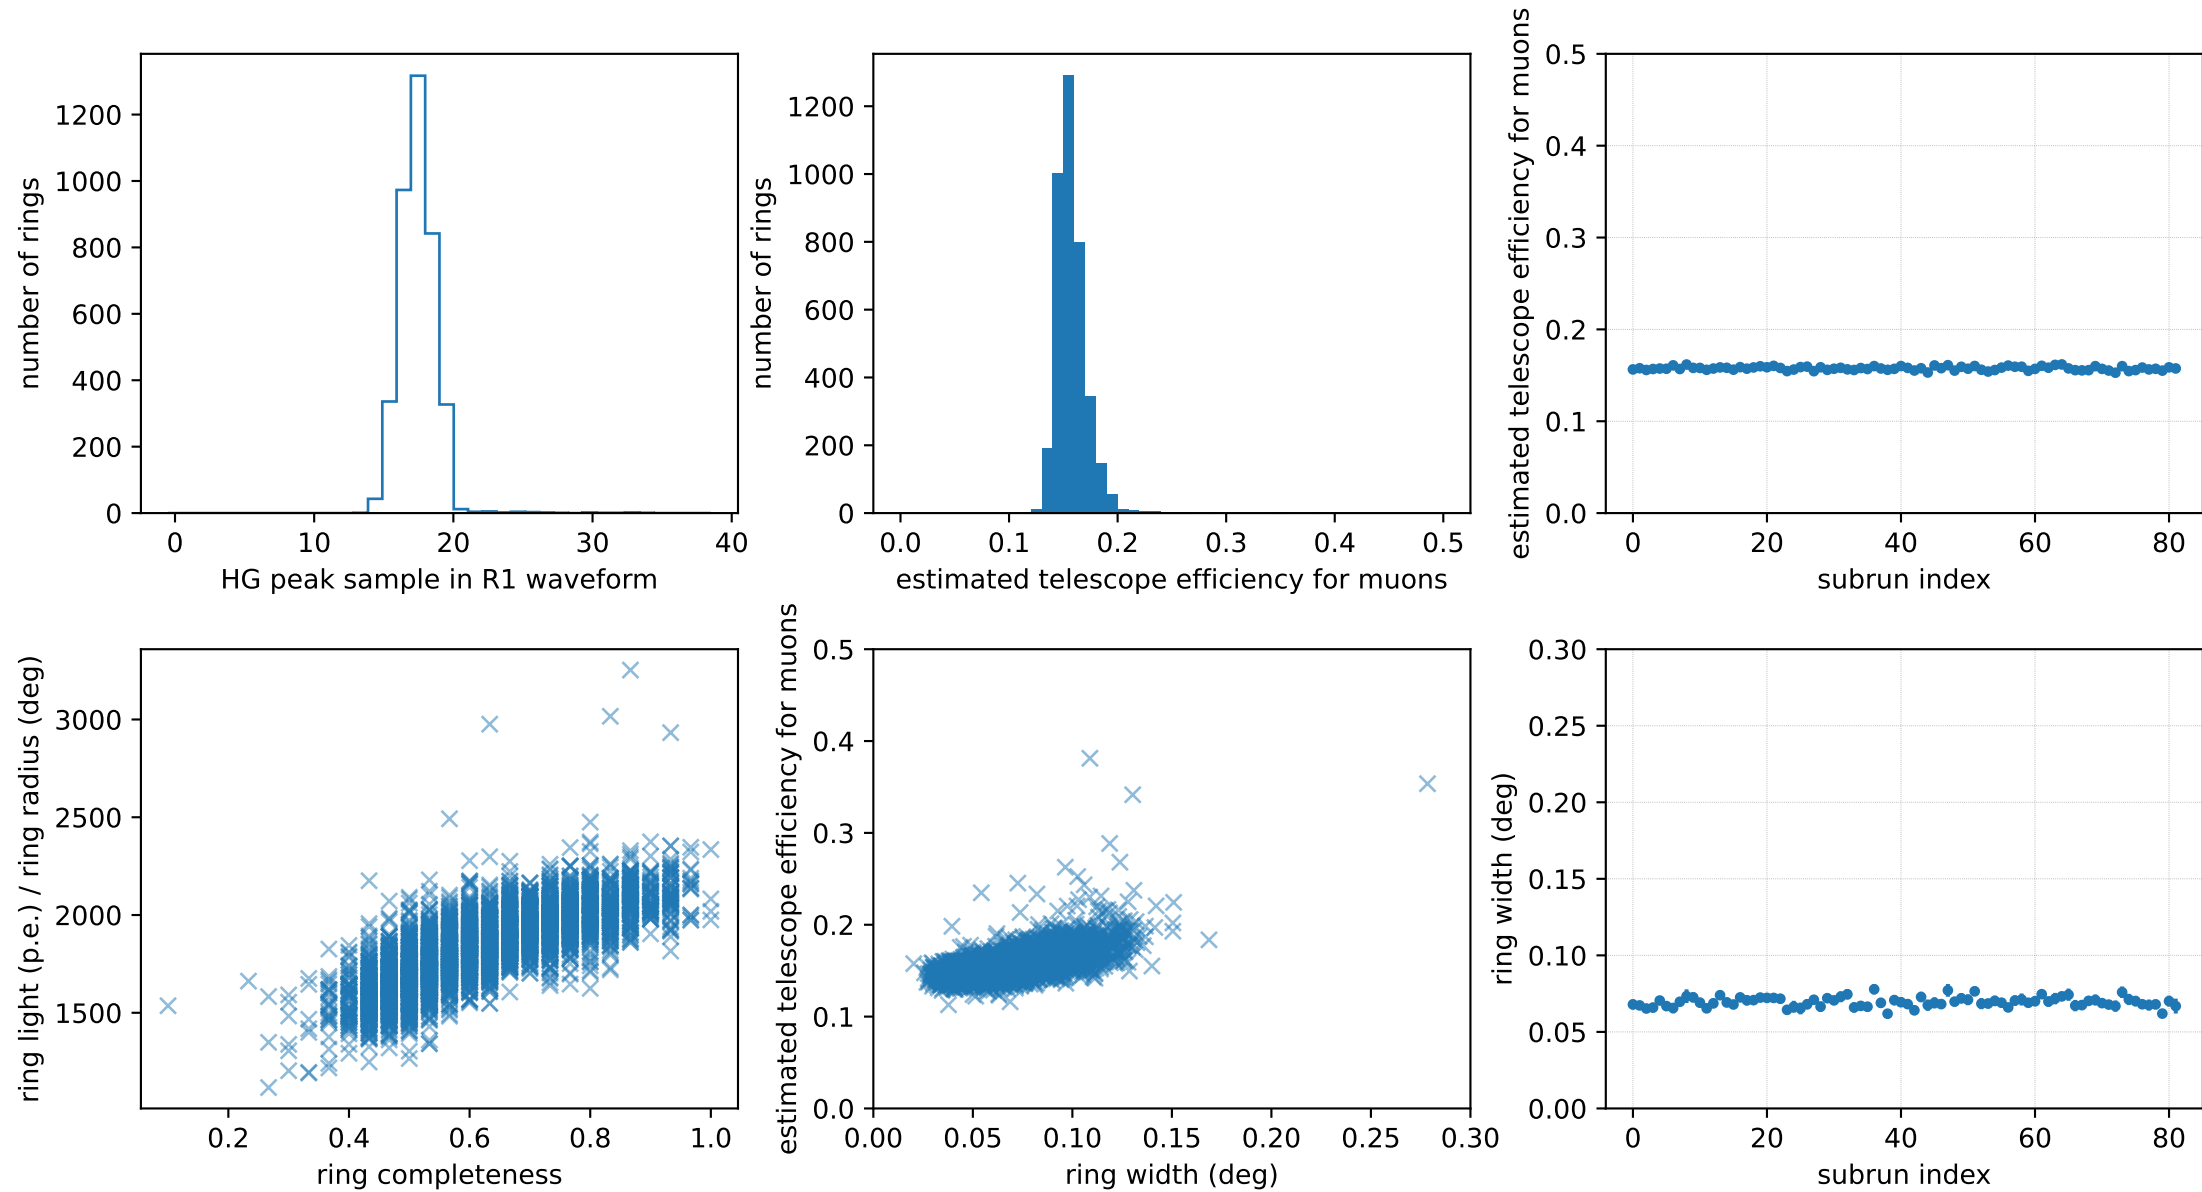 number of rings
1200
1000
800
600
400
200
0
0 10 20 30 40
HG peak sample in R1 waveform
number of rings
1200
1000
800
600
400
200
0
0.0 0.1 0.2 0.3 0.4 0.5
estimated telescope efficiency for muons
estimated telescope efficiency for muons
0.5
0.4
0.3
0.2
0.1
0.0
0 20 40 60 80
subrun index
ring light (p.e.) / ring radius (deg)
3000
2500
2000
1500
0.2 0.4 0.6 0.8 1.0
ring completeness
estimated telescope efficiency for muons
0.5
0.4
0.3
0.2
0.1
0.0
0.00 0.05 0.10 0.15 0.20 0.25 0.30
ring width (deg)
ring width (deg)
0.30
0.25
0.20
0.15
0.10
0.05
0.00
0 20 40 60 80
subrun index